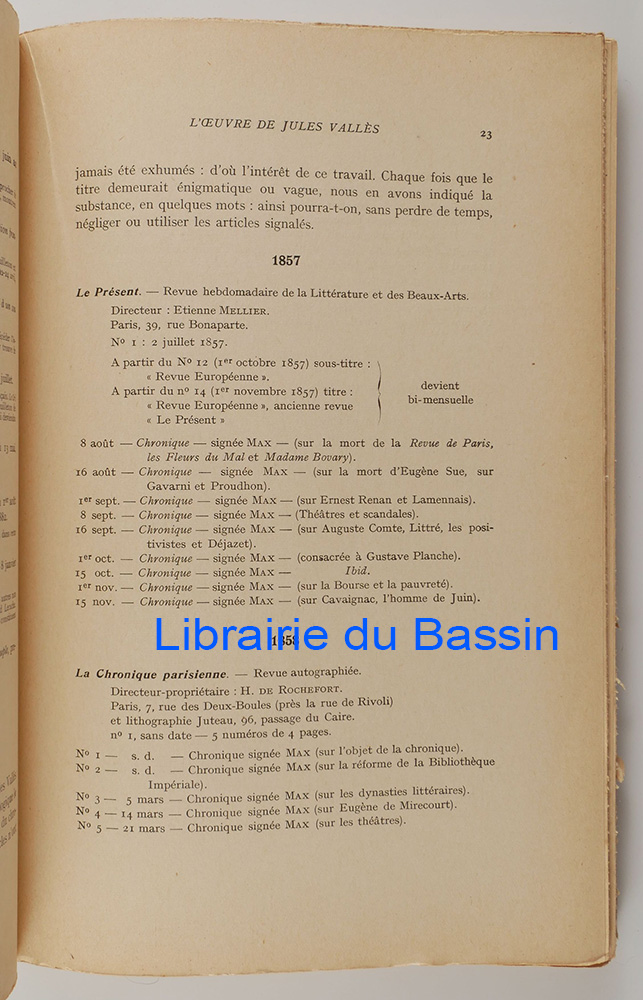 L'ŒUVRE DE JULES VALLÈS 23
jamais été exhumés : d'où l'intérêt de ce travail. Chaque fois que le
titre demeurait énigmatique ou vague, nous en avons indiqué la
substance, en quelques mots : ainsi pourra-t-on, sans perdre de temps,
négliger ou utiliser les articles signalés.
1857
Le Présent. — Revue hebdomadaire de la Littérature et des Beaux-Arts.
Directeur : Etienne MELLIER.
Paris, 39, rue Bonaparte.
No 1 : 2 juillet 1857.
A partir du No 12 (1er octobre 1857) sous-titre :
« Revue Européenne ».
A partir du no 14 (1er novembre 1857) titre :
« Revue Européenne », ancienne revue
« Le Présent »
devient
bi-mensuelle
8 août — Chronique — signée MAX — (sur la mort de la Revue de Paris,
les Fleurs du Mal et Madame Bovary).
16 août — Chronique — signée MAX — (sur la mort d'Eugène Sue, sur
Gavarni et Proudhon).
1er sept. — Chronique — signée MAX — (sur Ernest Renan et Lamennais).
8 sept. — Chronique — signée MAX — (Théâtres et scandales).
16 sept. — Chronique — signée MAX — (sur Auguste Comte, Littré, les posi-
tivistes et Déjazet).
1er oct. — Chronique — signée MAX — (consacrée à Gustave Planche).
15 oct. — Chronique — signée MAX — Ibid.
1er nov. — Chronique — signée MAX — (sur la Bourse et la pauvreté).
15 nov. — Chronique — signée MAX — (sur Cavaignac, l'homme de Juin).
Librairie du Bassin
1858
La Chronique parisienne. — Revue autographiée.
Directeur-propriétaire : H. DE ROCHEFORT.
Paris, 7, rue des Deux-Boules (près la rue de Rivoli)
et lithographie Juteau, 96, passage du Caire.
no 1, sans date — 5 numéros de 4 pages.
No 1 — s. d. — Chronique signée MAX (sur l'objet de la chronique).
No 2 — s. d. — Chronique signée MAX (sur la réforme de la Bibliothèque
Impériale).
No 3 — 5 mars — Chronique signée MAX (sur les dynasties littéraires).
No 4 — 14 mars — Chronique signée MAX (sur Eugène de Mirecourt).
No 5 — 21 mars — Chronique signée MAX (sur les théâtres).